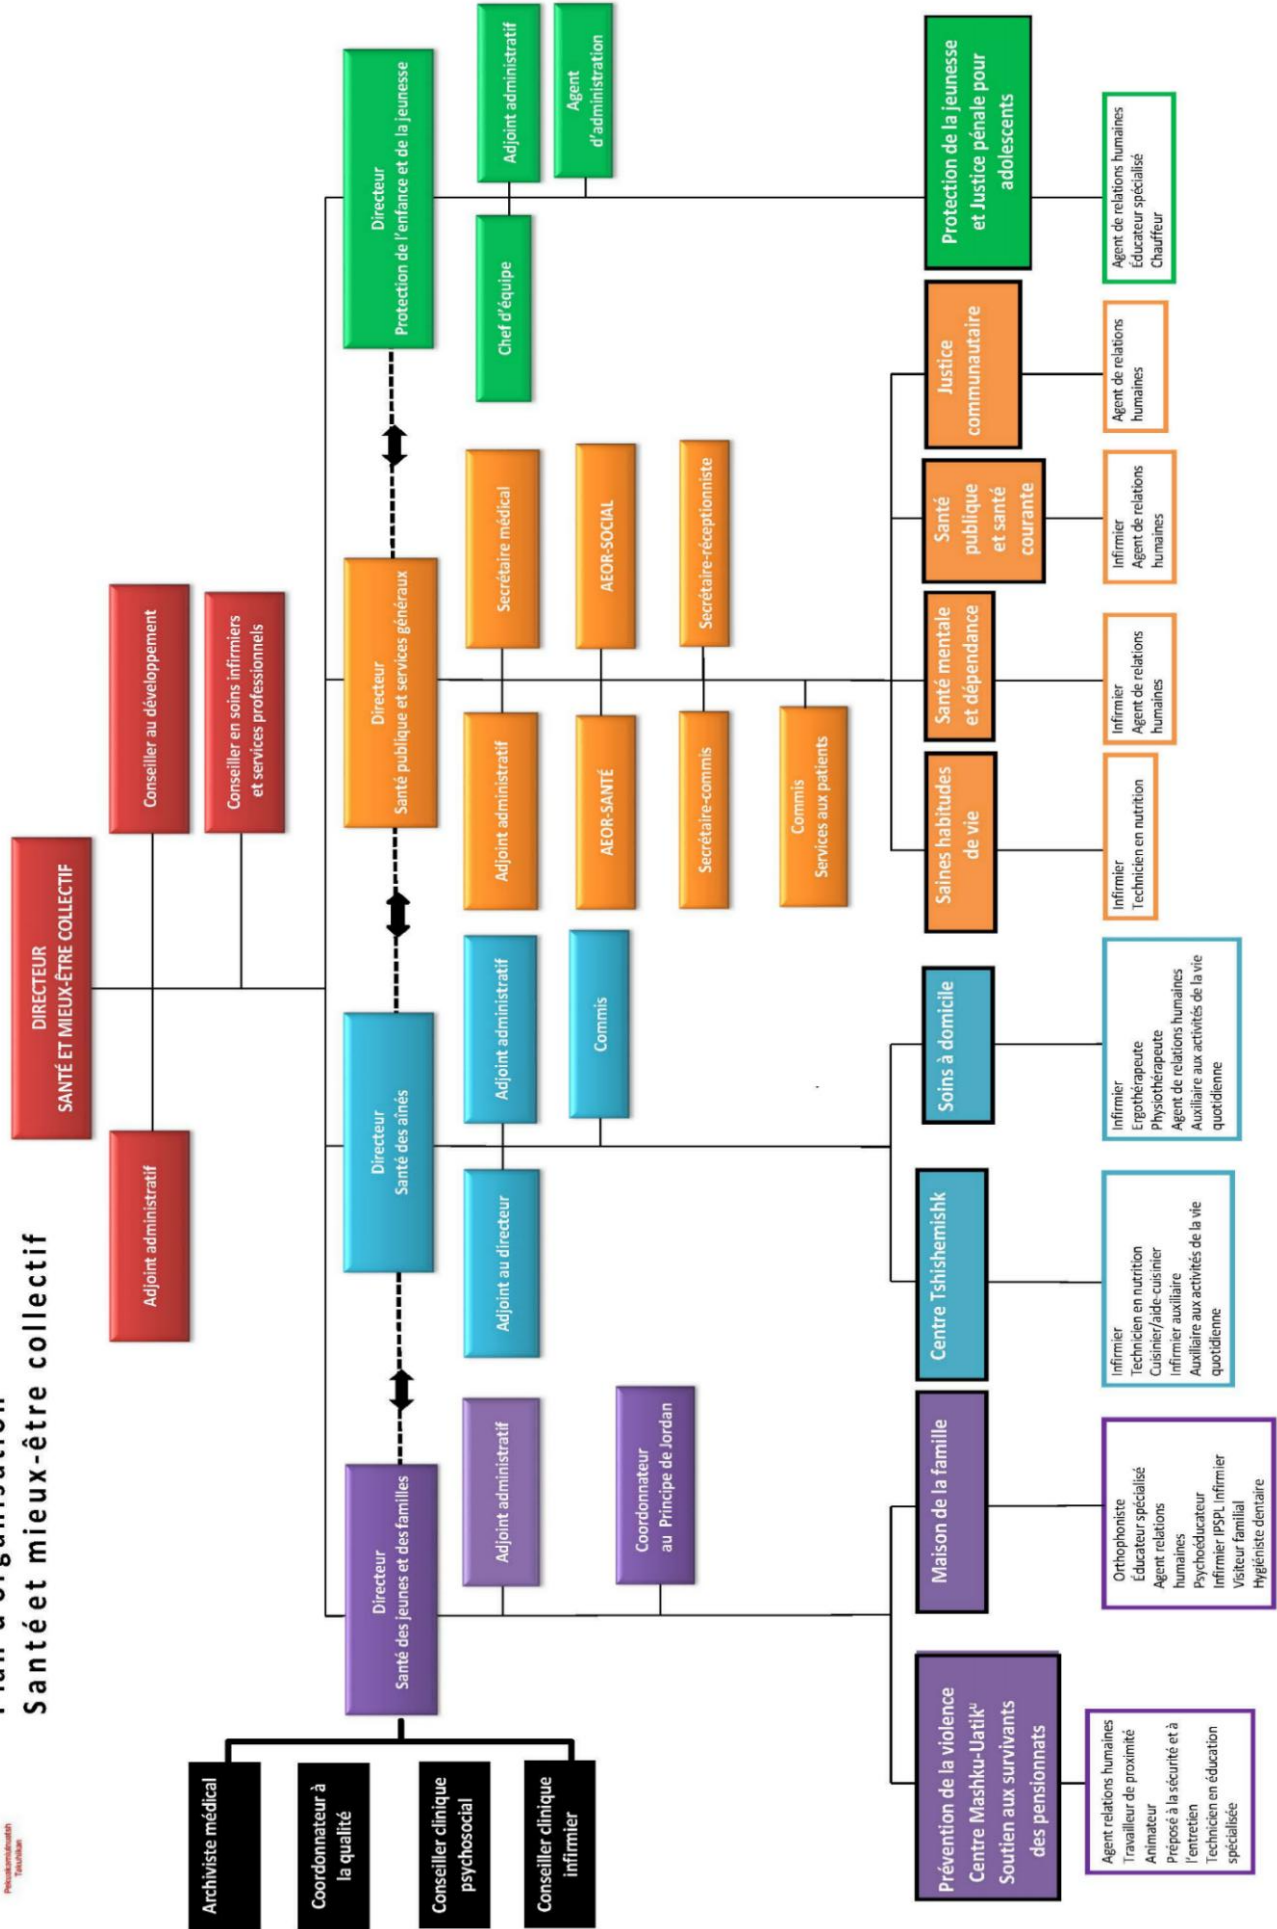 Pekuakamiulnuatsh
Takuhikan
Plan d'organisation
Santé et mieux-être collectif
DIRECTEUR
SANTÉ ET MIEUX-ÊTRE COLLECTIF
Adjoint administratif
Conseiller au développement
Conseiller en soins infirmiers
et services professionnels
Archiviste médical
Coordonnateur à
la qualité
Conseiller clinique
psychosocial
Conseiller clinique
infirmier
Directeur
Santé des jeunes et des familles
Adjoint administratif
Coordonnateur
au Principe de Jordan
Directeur
Santé des aînés
Adjoint au directeur
Adjoint administratif
Commis
Directeur
Santé publique et services généraux
Adjoint administratif
Secrétaire médical
AEOR-SANTÉ
AEOR-SOCIAL
Secrétaire-commis
Secrétaire-réceptionniste
Commis
Services aux patients
Directeur
Protection de l'enfance et de la jeunesse
Chef d'équipe
Adjoint administratif
Agent
d'administration
Prévention de la violence
Centre Mashku-Uatikᵘ
Soutien aux survivants
des pensionnats
Agent relations humaines
Travailleur de proximité
Animateur
Préposé à la sécurité et à
l'entretien
Technicien en éducation
spécialisée
Maison de la famille
Orthophoniste
Éducateur spécialisé
Agent relations
humaines
Psychoéducateur
Infirmier IPSPL Infirmier
Visiteur familial
Hygiéniste dentaire
Centre Tshishemishk
Infirmier
Technicien en nutrition
Cuisinier/aide-cuisinier
Infirmier auxiliaire
Auxiliaire aux activités de la vie
quotidienne
Soins à domicile
Infirmier
Ergothérapeute
Physiothérapeute
Agent de relations humaines
Auxiliaire aux activités de la vie
quotidienne
Saines habitudes
de vie
Infirmier
Technicien en nutrition
Santé mentale
et dépendance
Infirmier
Agent de relations
humaines
Santé
publique
et santé
courante
Infirmier
Agent de relations
humaines
Justice
communautaire
Agent de relations
humaines
Protection de la jeunesse
et Justice pénale pour
adolescents
Agent de relations humaines
Éducateur spécialisé
Chauffeur